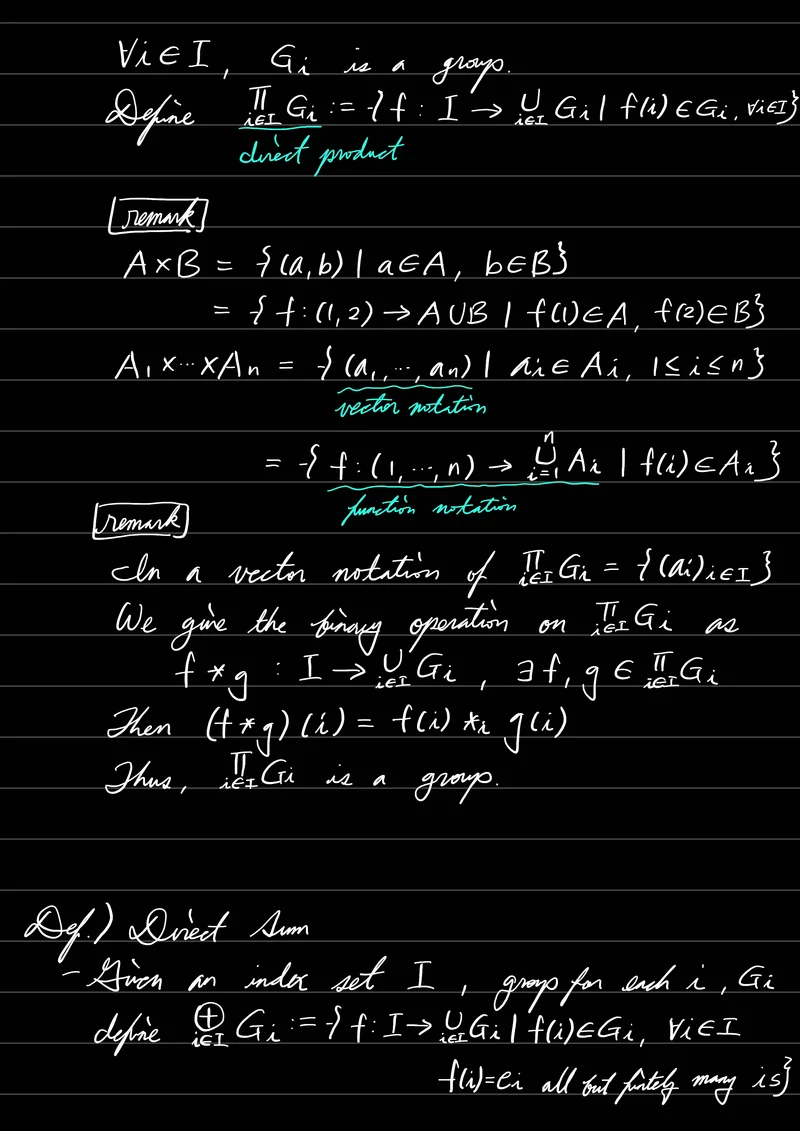 ∀i∈I, Gi is a group.
Define ∏i∈I Gi := {f : I → ∪i∈I Gi | f(i)∈Gi, ∀i∈I}
direct product
remark
A×B = {(a,b) | a∈A, b∈B}
= {f:(1,2) → A∪B | f(1)∈A, f(2)∈B}
A1×···×An = {(a1,···,an) | ai∈Ai, 1≤i≤n}
vector notation
= {f:(1,···,n) → ∪i=1n Ai | f(i)∈Ai}
function notation
remark
In a vector notation of ∏i∈I Gi = {(ai)i∈I}
We give the binary operation on ∏i∈I Gi as
f*g : I → ∪i∈I Gi, ∃f, g ∈ ∏i∈I Gi
Then (f*g)(i) = f(i) *i g(i)
Thus, ∏i∈I Gi is a group.
Def.) Direct Sum
- Given an index set I, group for each i, Gi
define ⊕i∈I Gi := {f:I→ ∪i∈I Gi | f(i)∈Gi, ∀i∈I
f(i)=ei all but finitely many is}